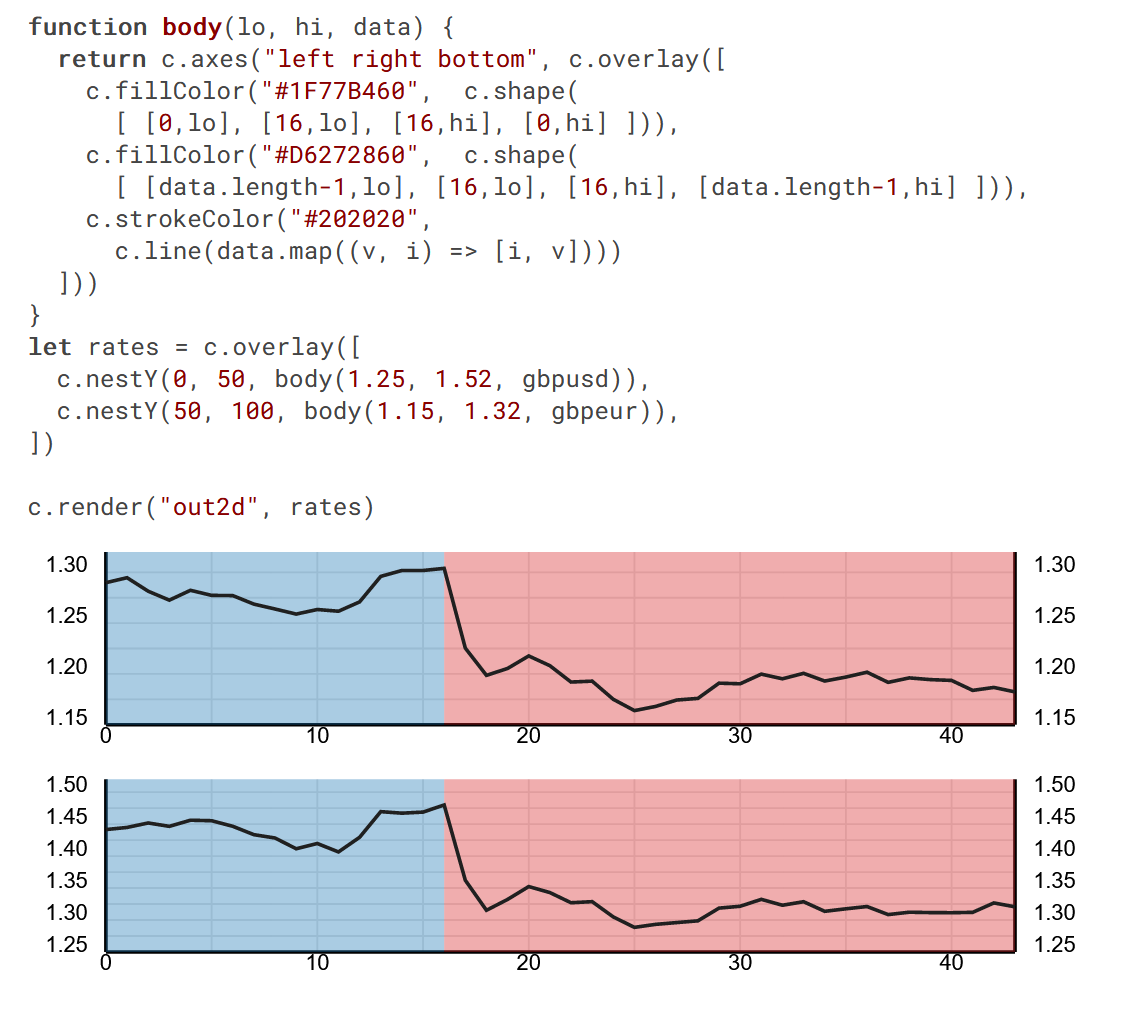 function body(lo, hi, data) {
  return c.axes("left right bottom", c.overlay([
    c.fillColor("#1F77B460",  c.shape(
      [ [0,lo], [16,lo], [16,hi], [0,hi] ])),
    c.fillColor("#D6272860",  c.shape(
      [ [data.length-1,lo], [16,lo], [16,hi], [data.length-1,hi] ])),
    c.strokeColor("#202020",
      c.line(data.map((v, i) => [i, v])))
  ]))
}
let rates = c.overlay([
  c.nestY(0, 50, body(1.25, 1.52, gbpusd)),
  c.nestY(50, 100, body(1.15, 1.32, gbpeur)),
])
c.render("out2d", rates)
1.30 1.30
1.25 1.25
1.20 1.20
1.15 1.15
0 10 20 30 40
1.50 1.50
1.45 1.45
1.40 1.40
1.35 1.35
1.30 1.30
1.25 1.25
0 10 20 30 40